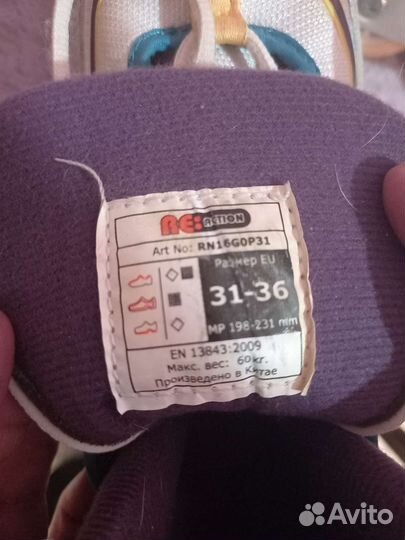 RE:ACTION
Art No: RN16G0P31
Размер EU
31-36
MP 198-231 mm
EN 13843:2009
Макс. вес: 60кг.
Произведено в Китае
Avito